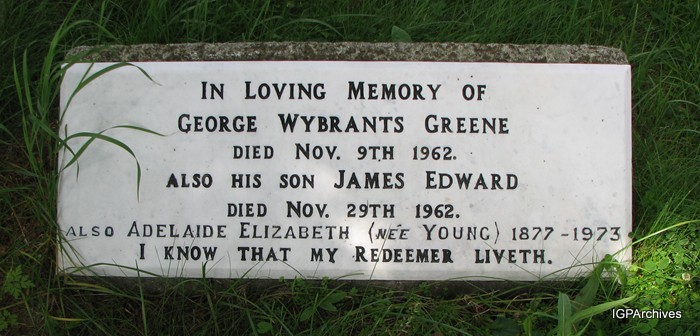 In Loving Memory of
George Wybrants Greene
died Nov. 9th 1962.
also his son James Edward
died Nov. 29th 1962.
also Adelaide Elizabeth (née Young) 1877-1973.
I know that my Redeemer liveth.
IGPArchives